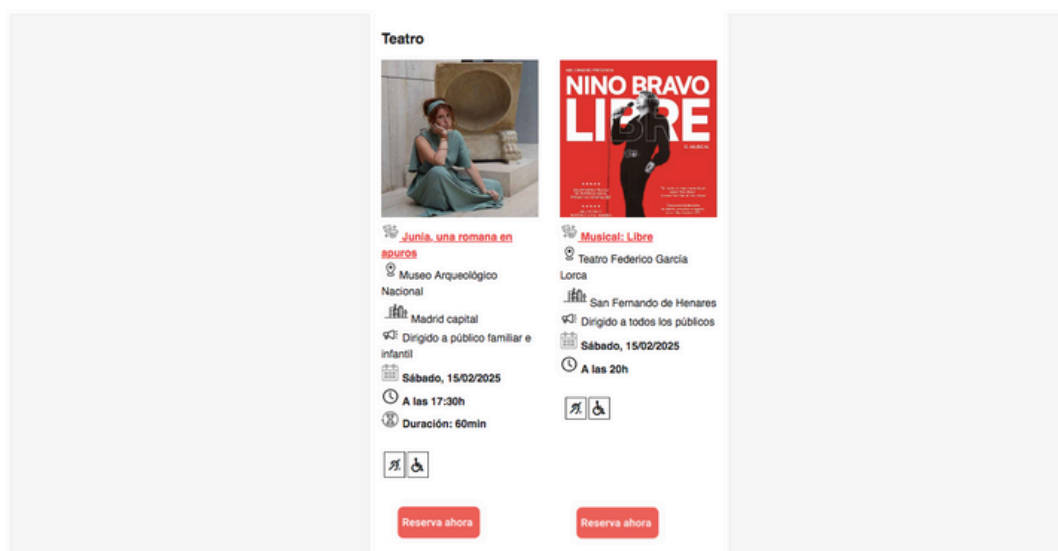 Teatro
NINO BRAVO
LIBRE
EL MUSICAL
Junia, una romana en
apuros
Museo Arqueológico
Nacional
Madrid capital
Dirigido a público familiar e
infantil
Sábado, 15/02/2025
A las 17:30h
Duración: 60min
Reserva ahora
Musical: Libre
Teatro Federico García
Lorca
San Fernando de Henares
Dirigido a todos los públicos
Sábado, 15/02/2025
A las 20h
Reserva ahora